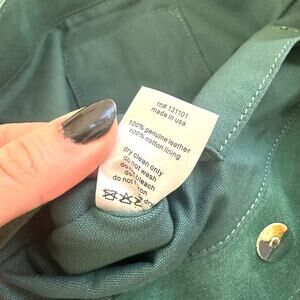 rn# 131101
made in usa
100% genuine leather
100% cotton lining
dry clean only
do not wash
do not bleach
do not iron
dry